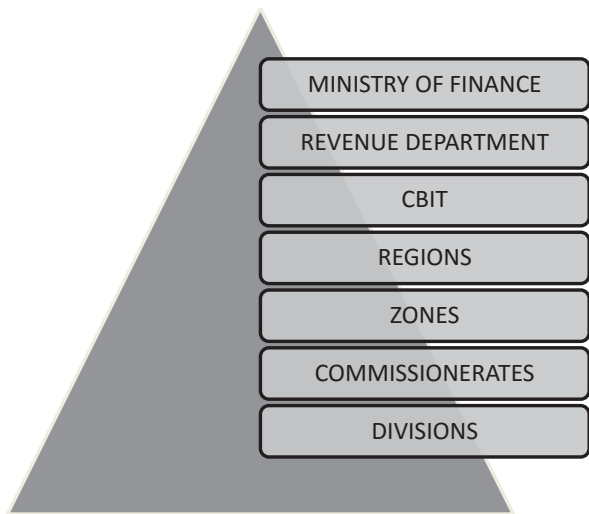 MINISTRY OF FINANCE
REVENUE DEPARTMENT
CBIT
REGIONS
ZONES
COMMISSIONERATES
DIVISIONS